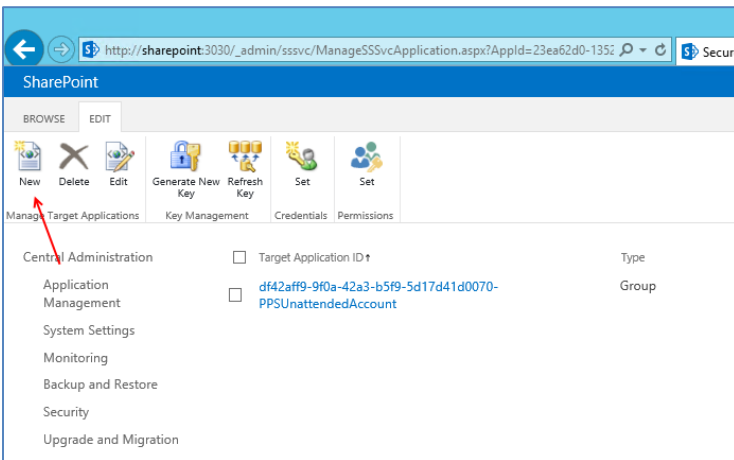 http://sharepoint:3030/_admin/sssvc/ManageSSSvcApplication.aspx?AppId=23ea62d0-1352
Secur
SharePoint
BROWSE EDIT
New Delete Edit Generate New Key Refresh Key Set Set
Manage Target Applications Key Management Credentials Permissions
Central Administration
Target Application ID Type
Application
Management
df42aff9-9f0a-42a3-b5f9-5d17d41d0070-
PPSUnattendedAccount
Group
System Settings
Monitoring
Backup and Restore
Security
Upgrade and Migration